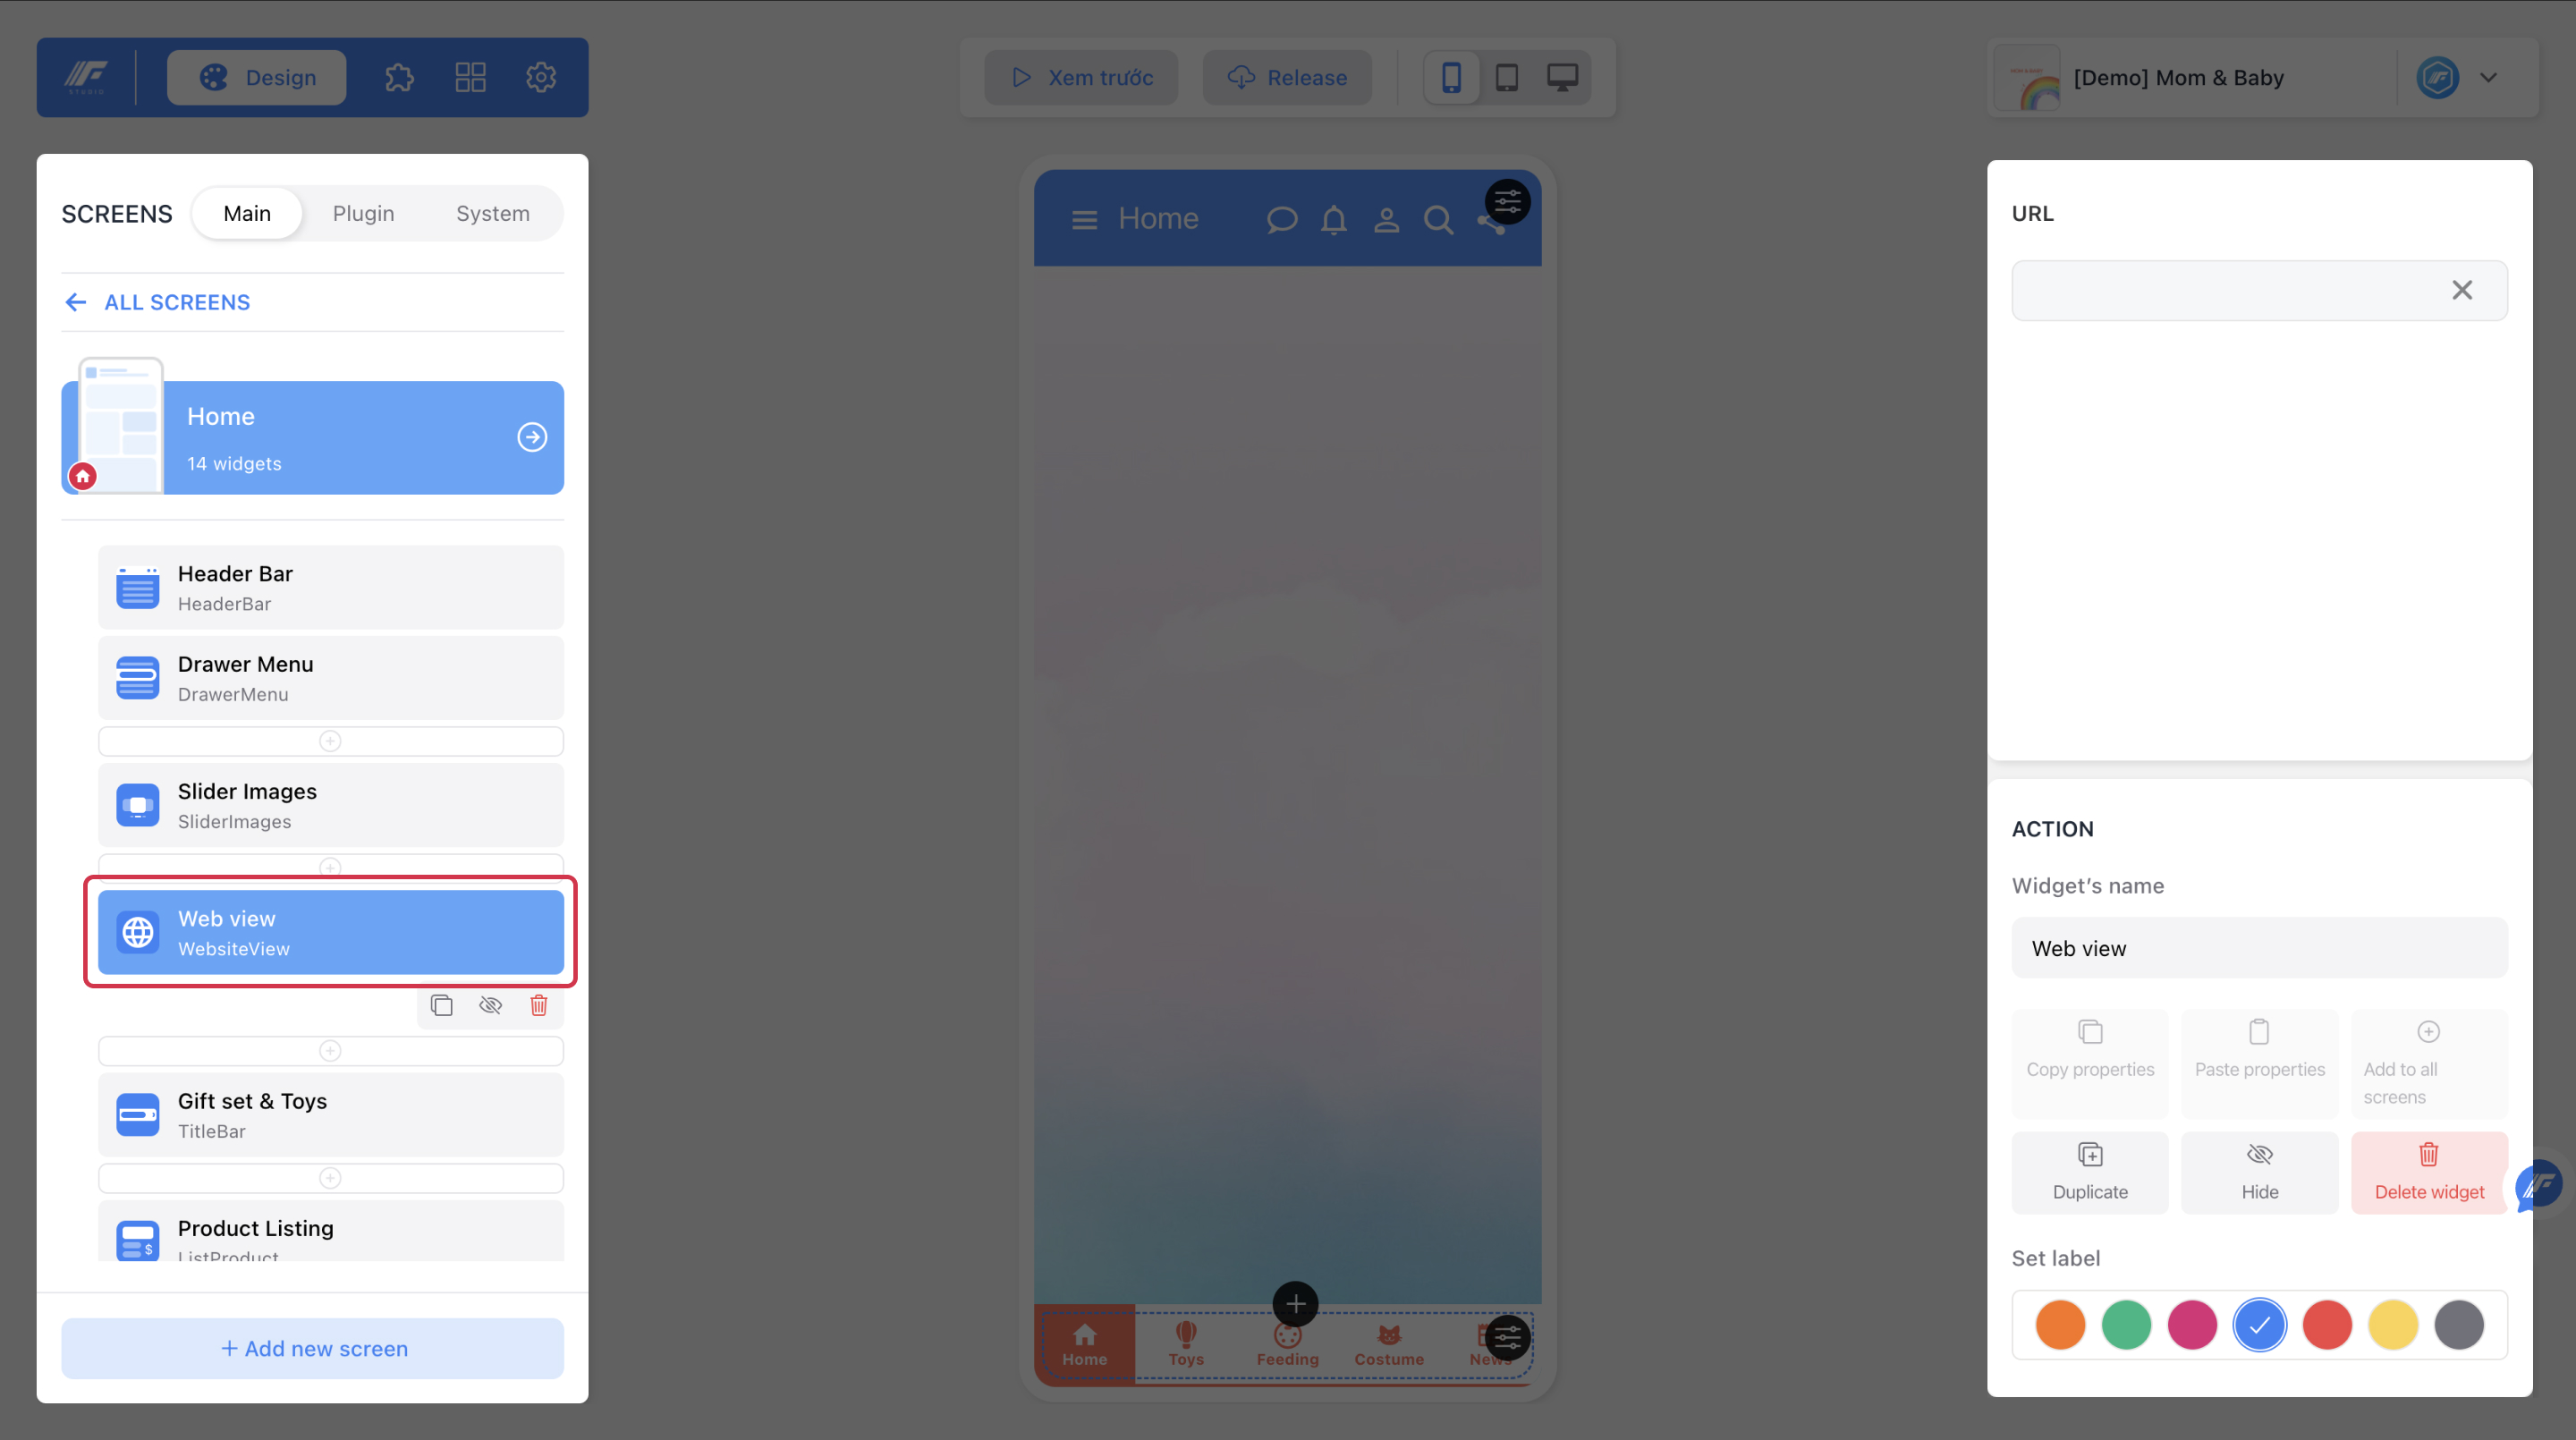 STUDIO
Design
Xem trước
Release
[Demo] Mom & Baby
SCREENS
Main
Plugin
System
ALL SCREENS
Home
14 widgets
Header Bar
HeaderBar
Drawer Menu
DrawerMenu
Slider Images
SliderImages
Web view
WebsiteView
Gift set & Toys
TitleBar
Product Listing
ListProduct
+ Add new screen
Home
Home
Toys
Feeding
Costume
News
URL
ACTION
Widget's name
Web view
Copy properties
Paste properties
Add to all
screens
Duplicate
Hide
Delete widget
Set label